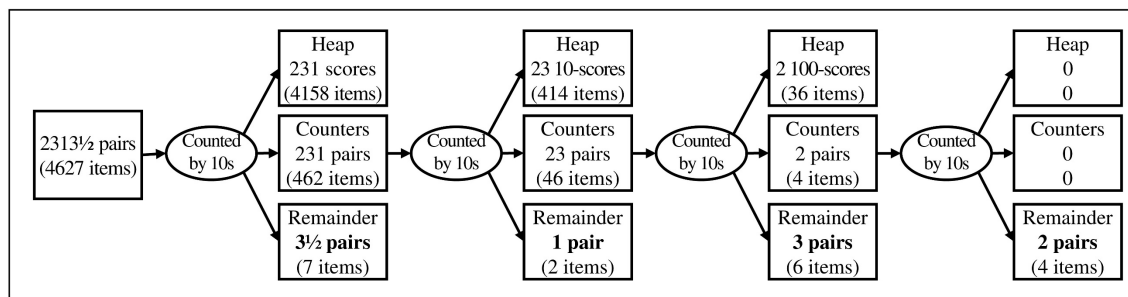 2313½ pairs
(4627 items)
Counted
by 10s
Heap
231 scores
(4158 items)
Counters
231 pairs
(462 items)
Remainder
3½ pairs
(7 items)
Counted
by 10s
Heap
23 10-scores
(414 items)
Counters
23 pairs
(46 items)
Remainder
1 pair
(2 items)
Counted
by 10s
Heap
2 100-scores
(36 items)
Counters
2 pairs
(4 items)
Remainder
3 pairs
(6 items)
Counted
by 10s
Heap
0
0
Counters
0
0
Remainder
2 pairs
(4 items)